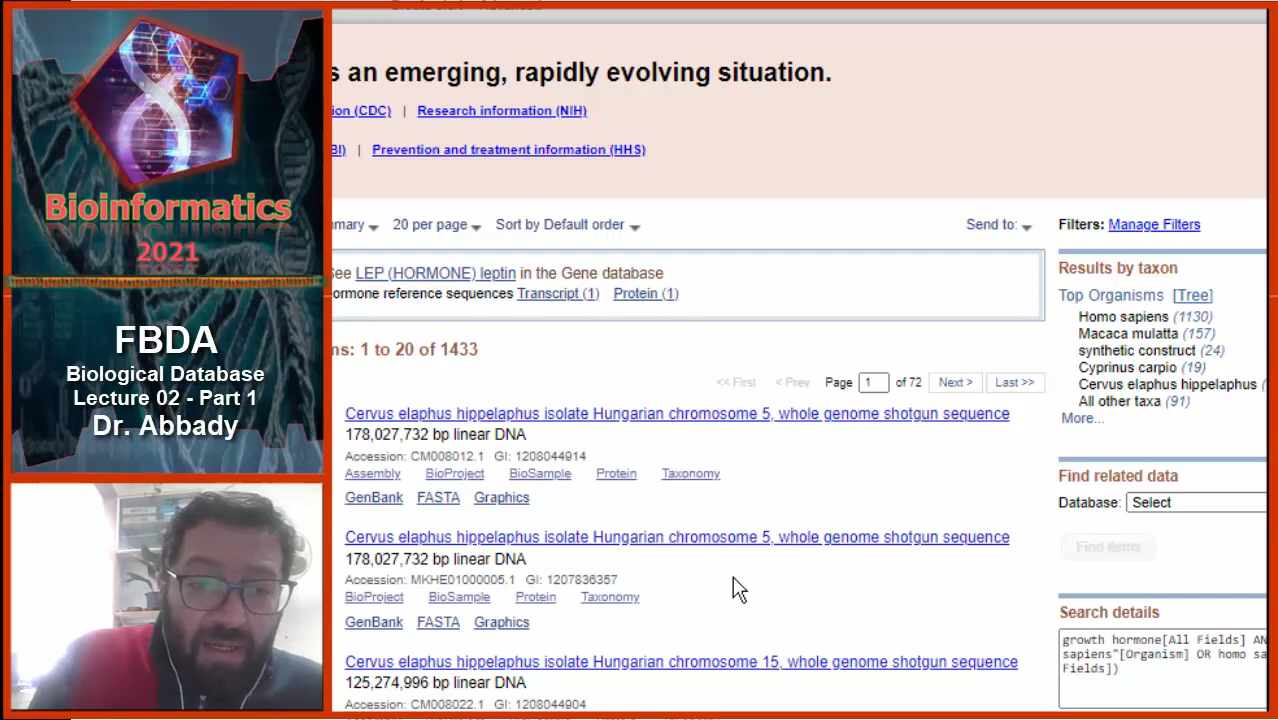 Bioinformatics
2021
FBDA
Biological Database
Lecture 02 - Part 1
Dr. Abbady
s an emerging, rapidly evolving situation.
ion (CDC) | Research information (NIH)
BI) | Prevention and treatment information (HHS)
mary 20 per page Sort by Default order Send to:
ee LEP (HORMONE) leptin in the Gene database
ormone reference sequences Transcript (1) Protein (1)
ms: 1 to 20 of 1433
<< First < Prev Page 1 of 72 Next > Last >>
Cervus elaphus hippelaphus isolate Hungarian chromosome 5, whole genome shotgun sequence
178,027,732 bp linear DNA
Accession: CM008012.1 GI: 1208044914
Assembly BioProject BioSample Protein Taxonomy
GenBank FASTA Graphics
Cervus elaphus hippelaphus isolate Hungarian chromosome 5, whole genome shotgun sequence
178,027,732 bp linear DNA
Accession: MKHE01000005.1 GI: 1207836357
BioProject BioSample Protein Taxonomy
GenBank FASTA Graphics
Cervus elaphus hippelaphus isolate Hungarian chromosome 15, whole genome shotgun sequence
125,274,996 bp linear DNA
Accession: CM008022.1 GI: 1208044904
Filters: Manage Filters
Results by taxon
Top Organisms [Tree]
Homo sapiens (1130)
Macaca mulatta (157)
synthetic construct (24)
Cyprinus carpio (19)
Cervus elaphus hippelaphus (
All other taxa (91)
More...
Find related data
Database: Select
Find items
Search details
growth hormone[All Fields] AN
sapiens"[Organism] OR homo sa
Fields])